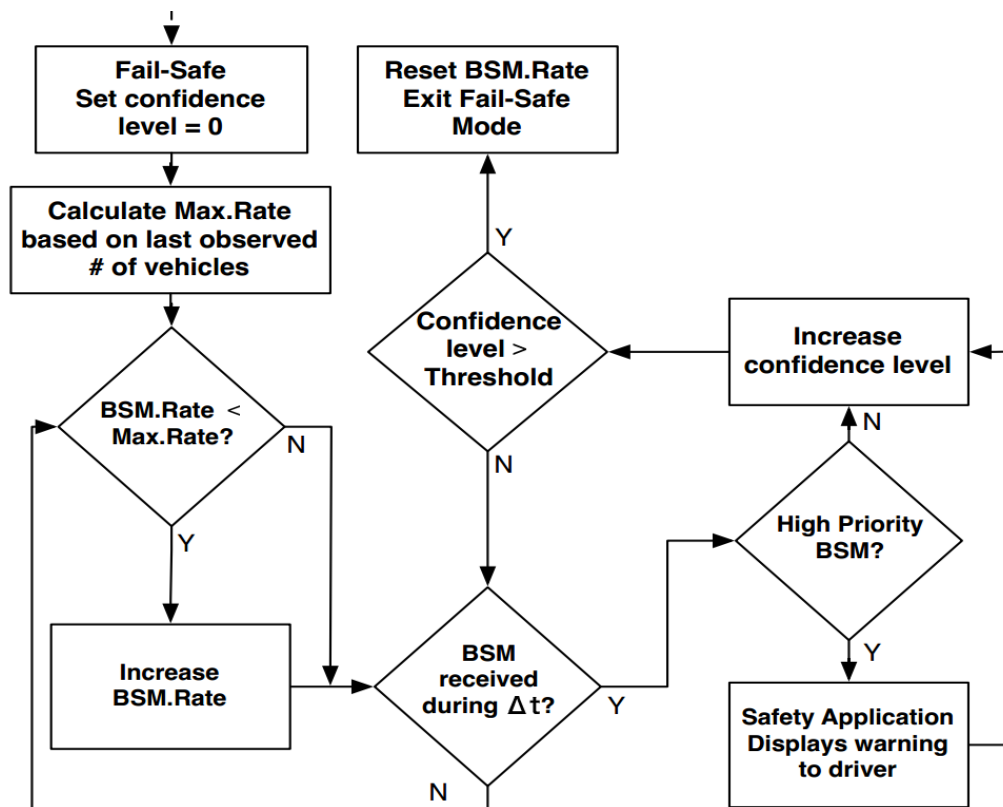 Fail-Safe
Set confidence
level = 0
Reset BSM.Rate
Exit Fail-Safe
Mode
Calculate Max.Rate
based on last observed
# of vehicles
Y
Confidence
level >
Threshold
Increase
confidence level
BSM.Rate <
Max.Rate?
N
N
N
Y
High Priority
BSM?
Increase
BSM.Rate
BSM
received
during Δt?
Y
Y
Safety Application
Displays warning
to driver
N